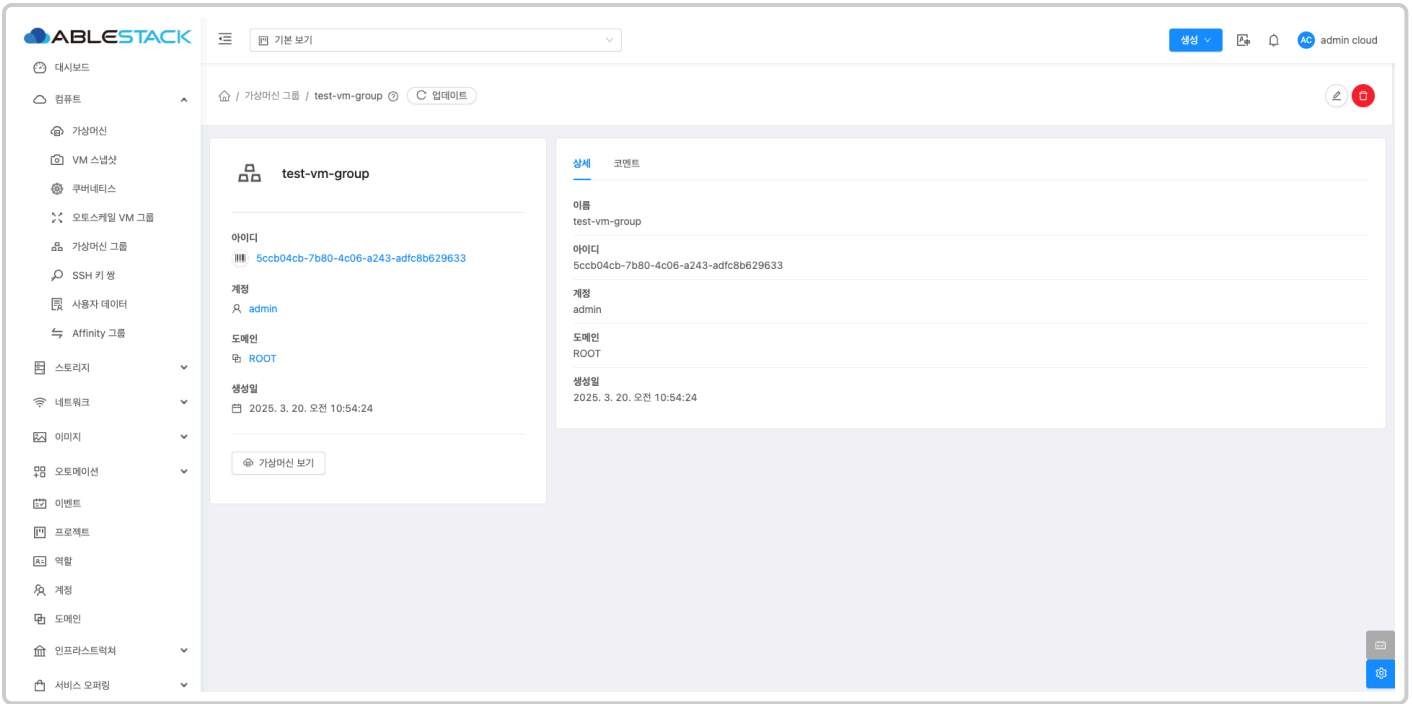 ABLESTACK
기본 보기
생성
AC admin cloud
대시보드
컴퓨트
가상머신
VM 스냅샷
쿠버네티스
오토스케일 VM 그룹
가상머신 그룹
SSH 키 쌍
사용자 데이터
Affinity 그룹
스토리지
네트워크
이미지
오토메이션
이벤트
프로젝트
역할
계정
도메인
인프라스트럭쳐
서비스 오퍼링
/ 가상머신 그룹 / test-vm-group 업데이트
test-vm-group
아이디
5ccb04cb-7b80-4c06-a243-adfc8b629633
계정
admin
도메인
ROOT
생성일
2025. 3. 20. 오전 10:54:24
가상머신 보기
상세 코멘트
이름
test-vm-group
아이디
5ccb04cb-7b80-4c06-a243-adfc8b629633
계정
admin
도메인
ROOT
생성일
2025. 3. 20. 오전 10:54:24